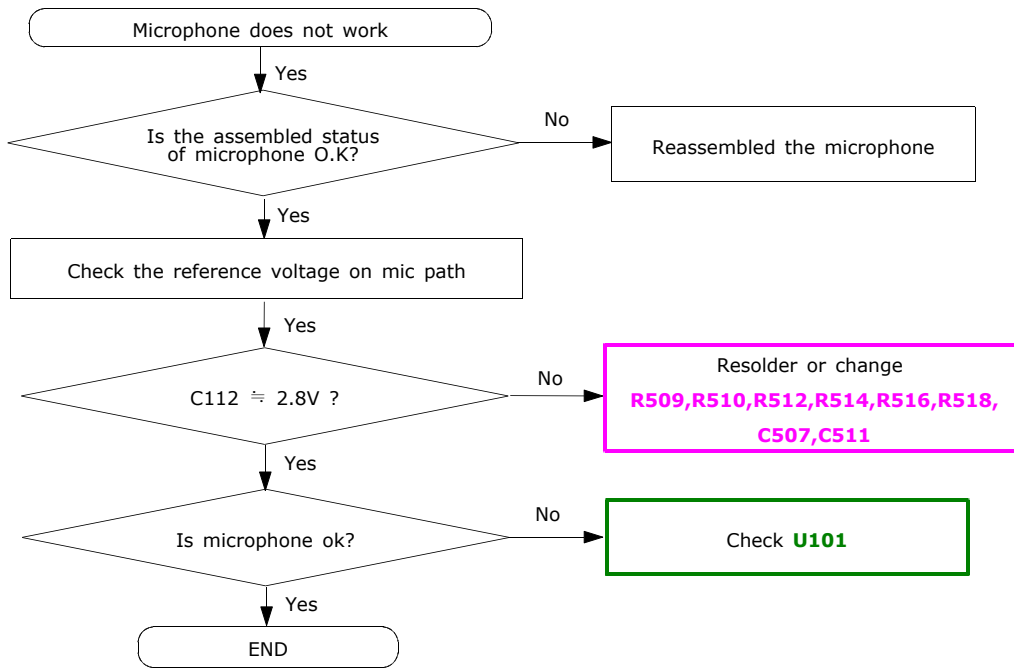 Microphone does not work
Yes
Is the assembled status
of microphone O.K?
No
Reassembled the microphone
Yes
Check the reference voltage on mic path
Yes
C112 ≒ 2.8V ?
No
Resolder or change
R509,R510,R512,R514,R516,R518,
C507,C511
Yes
Is microphone ok?
No
Check U101
Yes
END